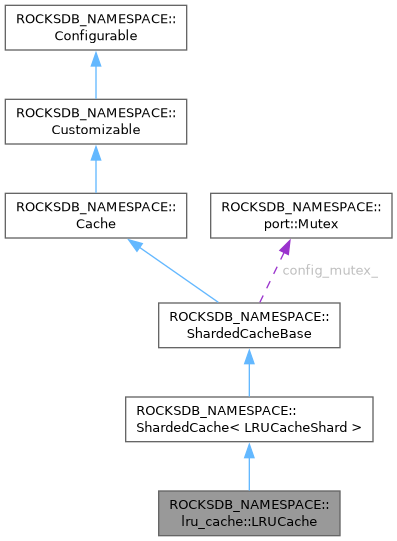 ROCKSDB_NAMESPACE::
Configurable
ROCKSDB_NAMESPACE::
Customizable
ROCKSDB_NAMESPACE::
Cache
ROCKSDB_NAMESPACE::
port::Mutex
config_mutex_
ROCKSDB_NAMESPACE::
ShardedCacheBase
ROCKSDB_NAMESPACE::
ShardedCache< LRUCacheShard >
ROCKSDB_NAMESPACE::
lru_cache::LRUCache